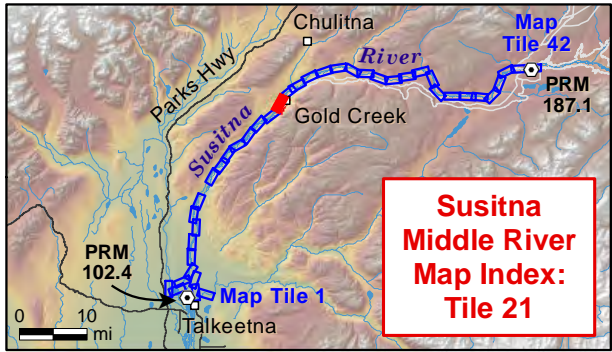 Chulitna
Map
Tile 42
River
Parks Hwy
PRM
187.1
Gold Creek
Susitna
Susitna
Middle River
Map Index:
Tile 21
PRM
102.4
Map Tile 1
0 10
mi
Talkeetna